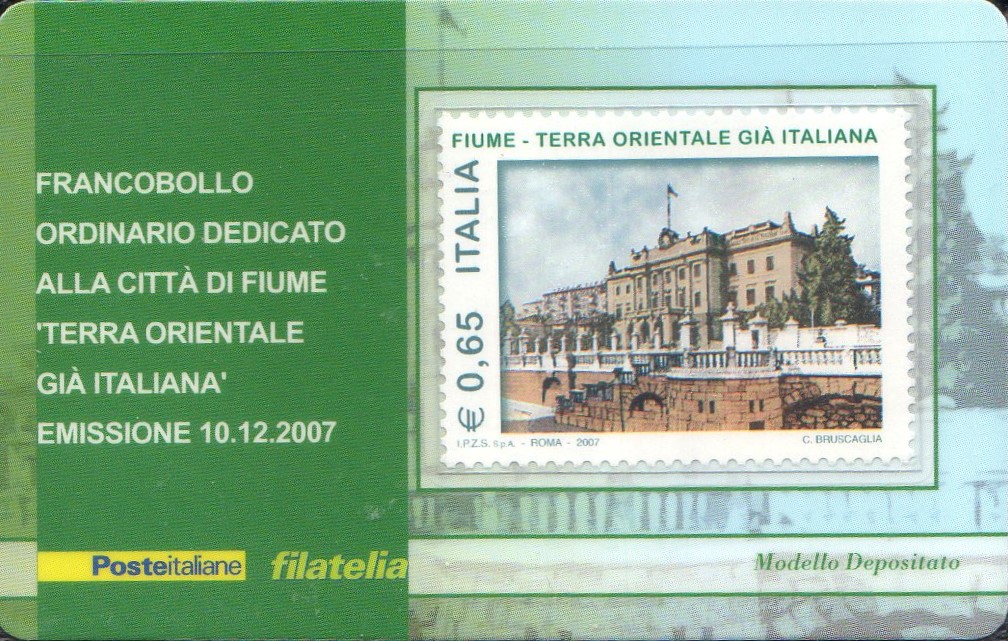 FRANCOBOLLO
ORDINARIO DEDICATO
ALLA CITTÀ DI FIUME
'TERRA ORIENTALE
GIÀ ITALIANA'
EMISSIONE 10.12.2007
Posteitaliane filatelia
FIUME - TERRA ORIENTALE GIÀ ITALIANA
€ 0,65 ITALIA
I.P.Z.S. S.p.A. - ROMA - 2007
C. BRUSCAGLIA
Modello Depositato